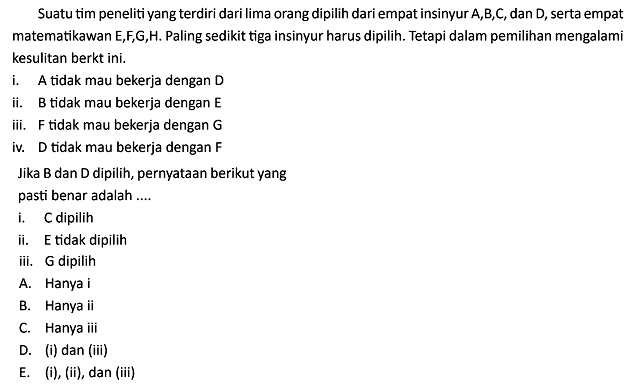 Suatu tim peneliti yang terdiri dari lima orang dipilih dari empat insinyur A,B,C, dan D, serta empat
matematikawan E,F,G,H. Paling sedikit tiga insinyur harus dipilih. Tetapi dalam pemilihan mengalami
kesulitan berkt ini.
i. A tidak mau bekerja dengan D
ii. B tidak mau bekerja dengan E
iii. F tidak mau bekerja dengan G
iv. D tidak mau bekerja dengan F
Jika B dan D dipilih, pernyataan berikut yang
pasti benar adalah ....
i. C dipilih
ii. E tidak dipilih
iii. G dipilih
A. Hanya i
B. Hanya ii
C. Hanya iii
D. (i) dan (iii)
E. (i), (ii), dan (iii)